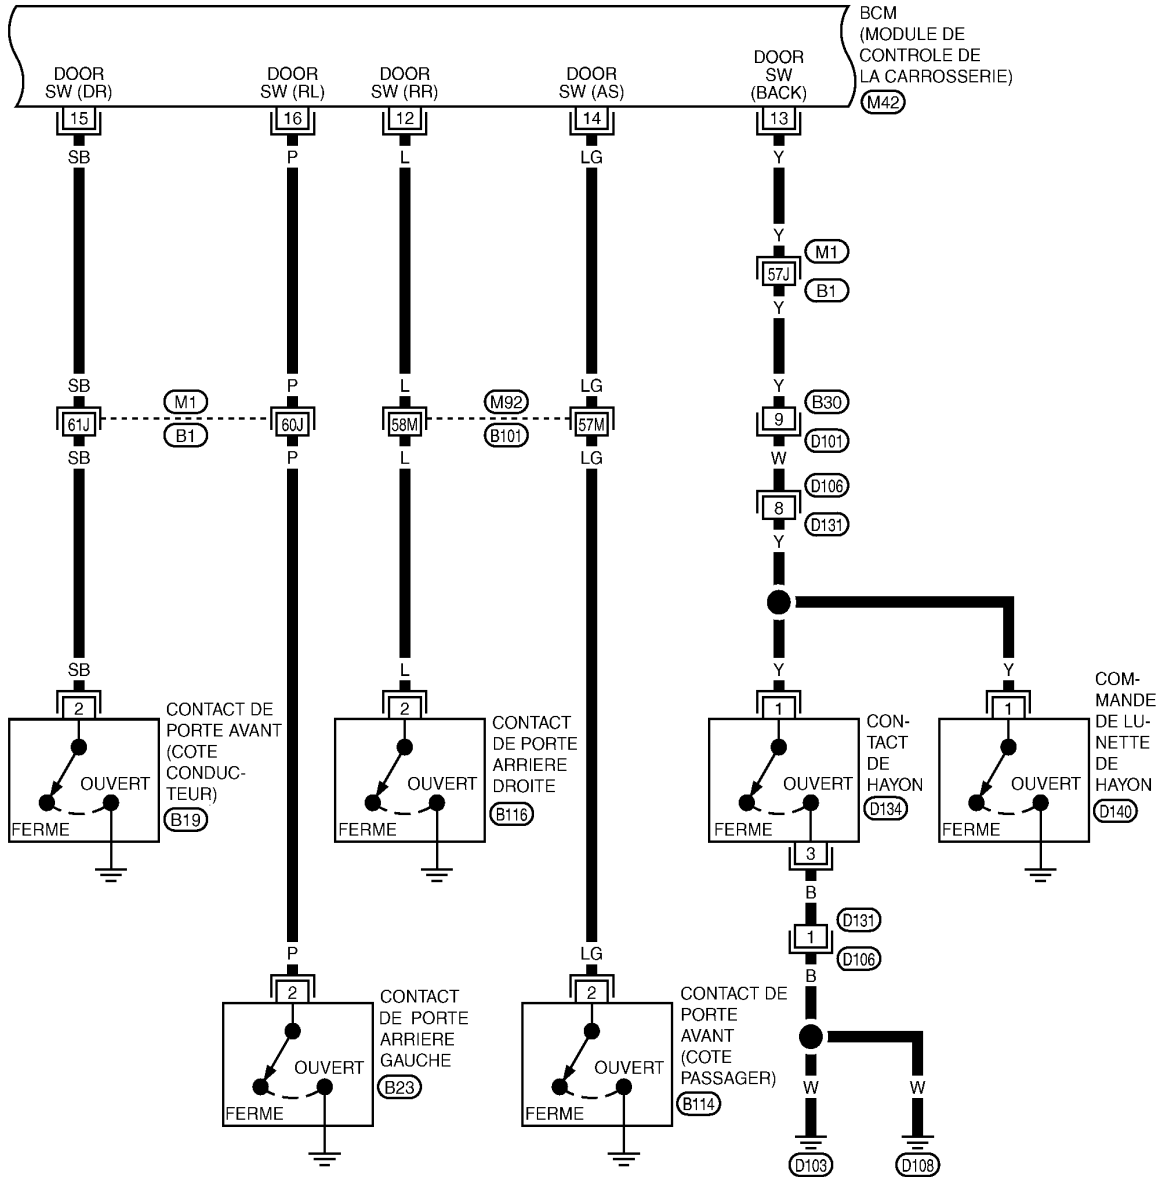 BCM
(MODULE DE
CONTROLE DE
LA CARROSSERIE)
M42
DOOR
SW (DR)
DOOR
SW (RL)
DOOR
SW (RR)
DOOR
SW (AS)
DOOR
SW
(BACK)
15
16
12
14
13
SB
P
L
LG
Y
Y
M1
57J
B1
Y
SB
P
L
LG
Y
M1
M92
B30
61J
60J
58M
57M
9
B1
B101
D101
SB
P
L
LG
W
D106
8
D131
Y
SB
L
Y
Y
2
2
1
1
CONTACT DE
PORTE AVANT
(COTE
CONDUC-
TEUR)
B19
OUVERT
FERME
CONTACT
DE PORTE
ARRIERE
DROITE
B116
OUVERT
FERME
CON-
TACT
DE
HAYON
D134
OUVERT
FERME
COM-
MANDE
DE LU-
NETTE
DE
HAYON
D140
OUVERT
FERME
3
B
D131
1
D106
B
P
LG
2
2
CONTACT
DE PORTE
ARRIERE
GAUCHE
B23
OUVERT
FERME
CONTACT DE
PORTE
AVANT
(COTE
PASSAGER)
B114
OUVERT
FERME
W
W
D103
D108